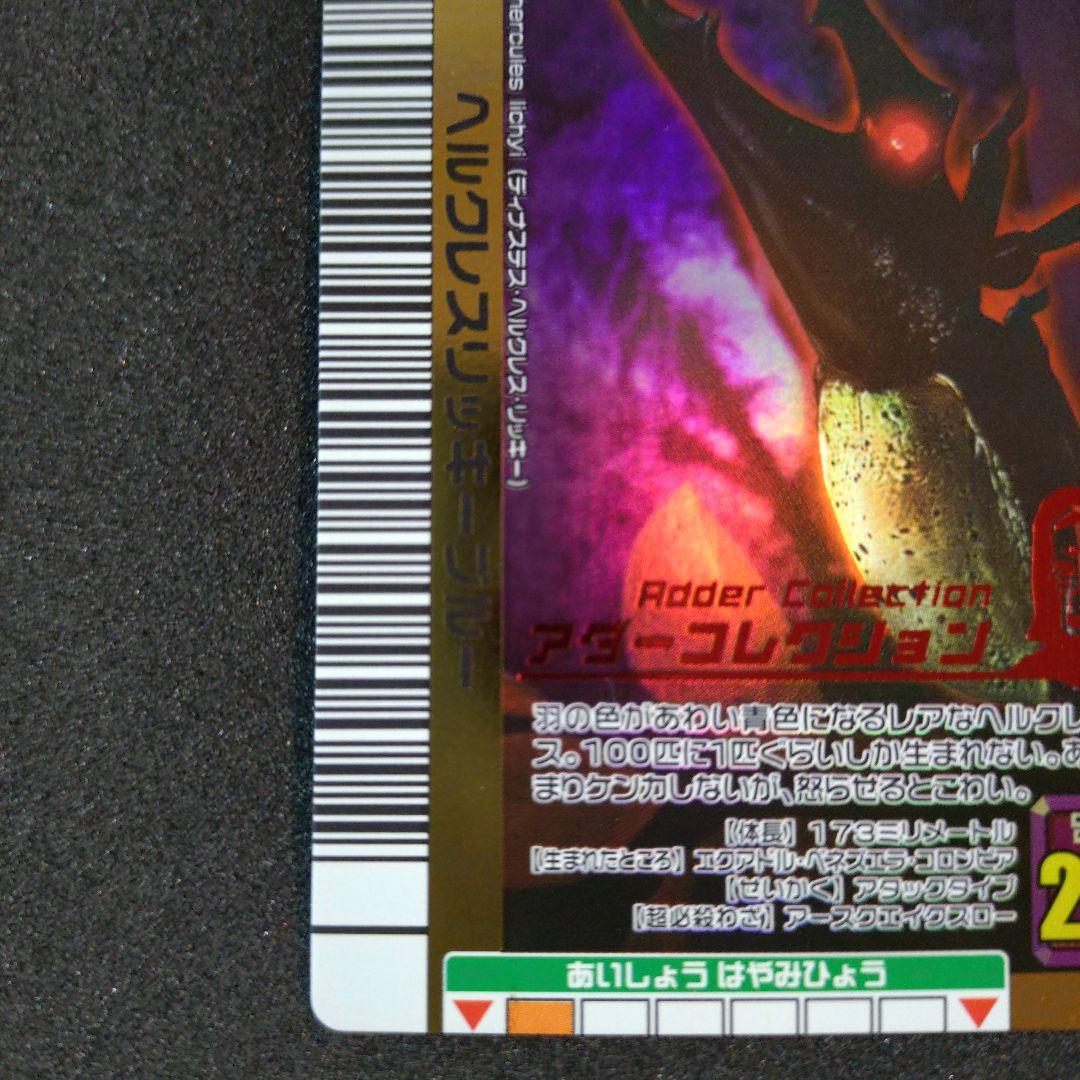 ヘルクレスリッキーブルー
hercules lichyi (ディナステス・ヘルクレス・リッキー)
Adder Collection
アダーコレクション
羽の色があわい青色になるレアなヘルクレ
ス。100匹に1匹ぐらいしか生まれない。あ
まりケンカしないが、怒らせるとこわい。
【体長】173ミリメートル
【生まれたところ】エクアドル・ベネズエラ・コロンビア
【せいかく】アタックタイプ
【超必殺わざ】アースクエイクスロー
2
あいしょう はやみひょう